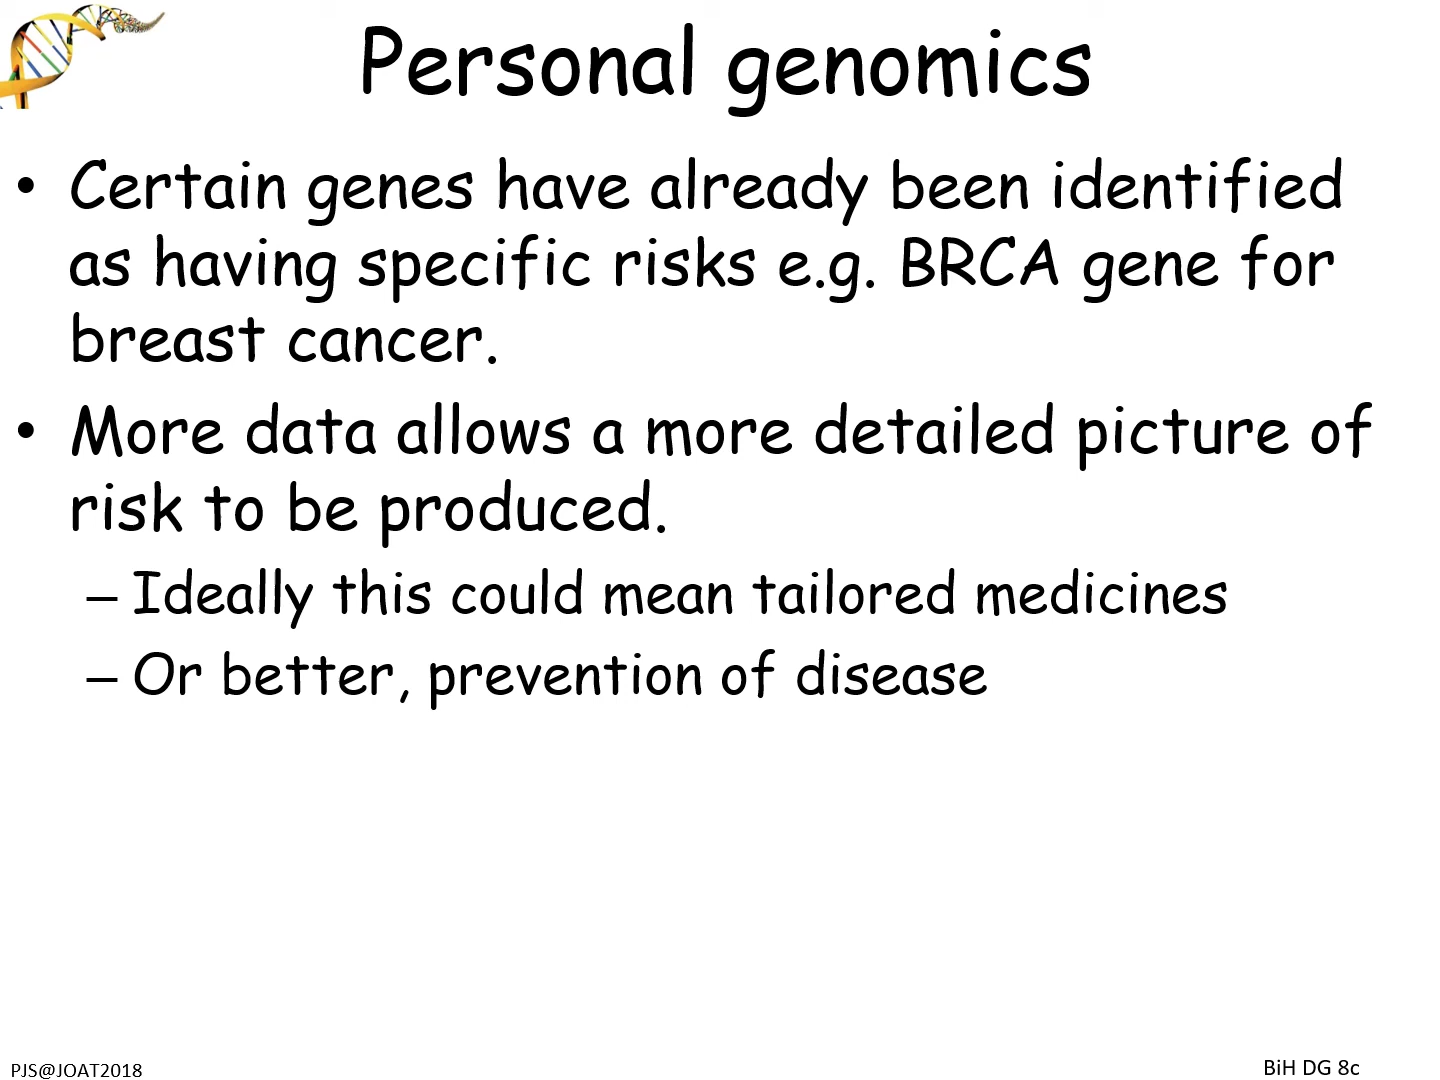 Personal genomics
• Certain genes have already been identified
as having specific risks e.g. BRCA gene for
breast cancer.
• More data allows a more detailed picture of
risk to be produced.
– Ideally this could mean tailored medicines
– Or better, prevention of disease
PJS@JOAT2018
BiH DG 8c